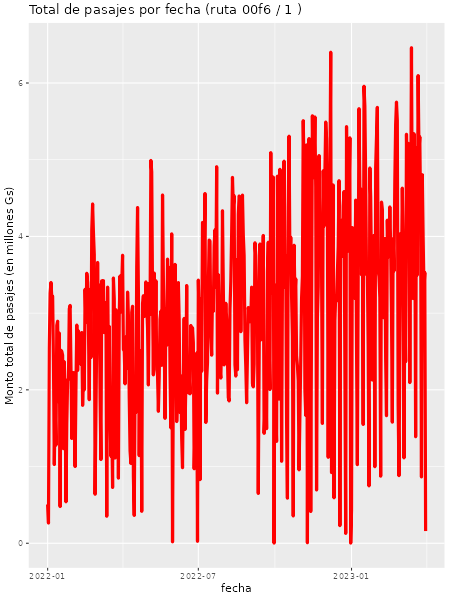 Total de pasajes por fecha (ruta 00f6 / 1 )
Monto total de pasajes (en millones Gs)
6
4
2
0
2022-01
2022-07
2023-01
fecha